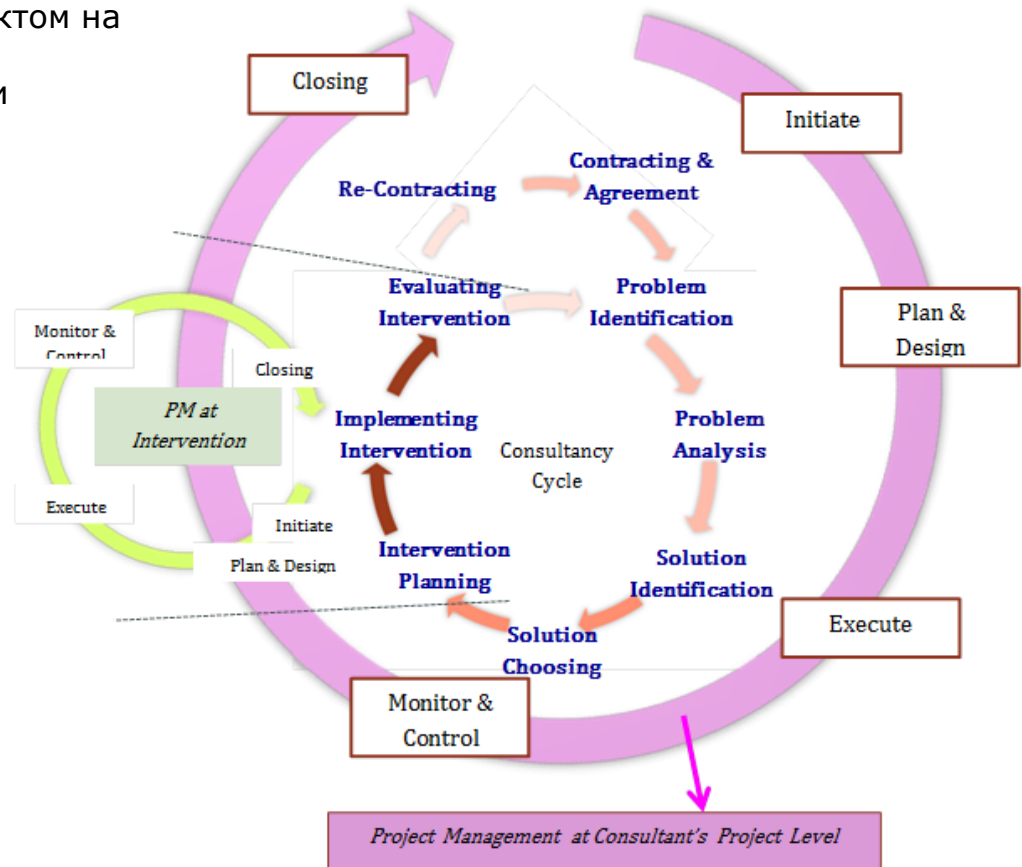 на
Closing
Initiate
Contracting &
Agreement
Re-Contracting
Evaluating
Intervention
Problem
Identification
Plan &
Design
Monitor &
Control
Closing
PM at
Intervention
Implementing
Intervention
Consultancy
Cycle
Problem
Analysis
Execute
Initiate
Plan & Design
Intervention
Planning
Solution
Identification
Execute
Solution
Choosing
Monitor &
Control
Project Management at Consultant's Project Level